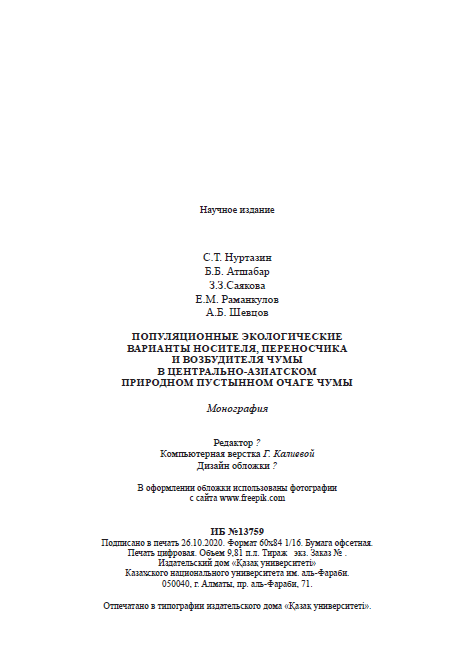 Научное издание
С.Т. Нуртазин
Б.Б. Атшабар
З.З.Саякова
Е.М. Раманкулов
А.Б. Шевцов
ПОПУЛЯЦИОННЫЕ ЭКОЛОГИЧЕСКИЕ
ВАРИАНТЫ НОСИТЕЛЯ, ПЕРЕНОСЧИКА
И ВОЗБУДИТЕЛЯ ЧУМЫ
В ЦЕНТРАЛЬНО-АЗИАТСКОМ
ПРИРОДНОМ ПУСТЫННОМ ОЧАГЕ ЧУМЫ
Монография
Редактор ?
Компьютерная верстка Г. Калиевой
Дизайн обложки ?
В оформлении обложки использованы фотографии
с сайта www.freepik.com
ИБ №13759
Подписано в печать 26.10.2020. Формат 60x84 1/16. Бумага офсетная.
Печать цифровая. Объем 9,81 п.л. Тираж экз. Заказ № .
Издательский дом «Қазақ университеті»
Казахского национального университета им. аль-Фараби.
050040, г. Алматы, пр. аль-Фараби, 71.
Отпечатано в типографии издательского дома «Қазақ университеті».